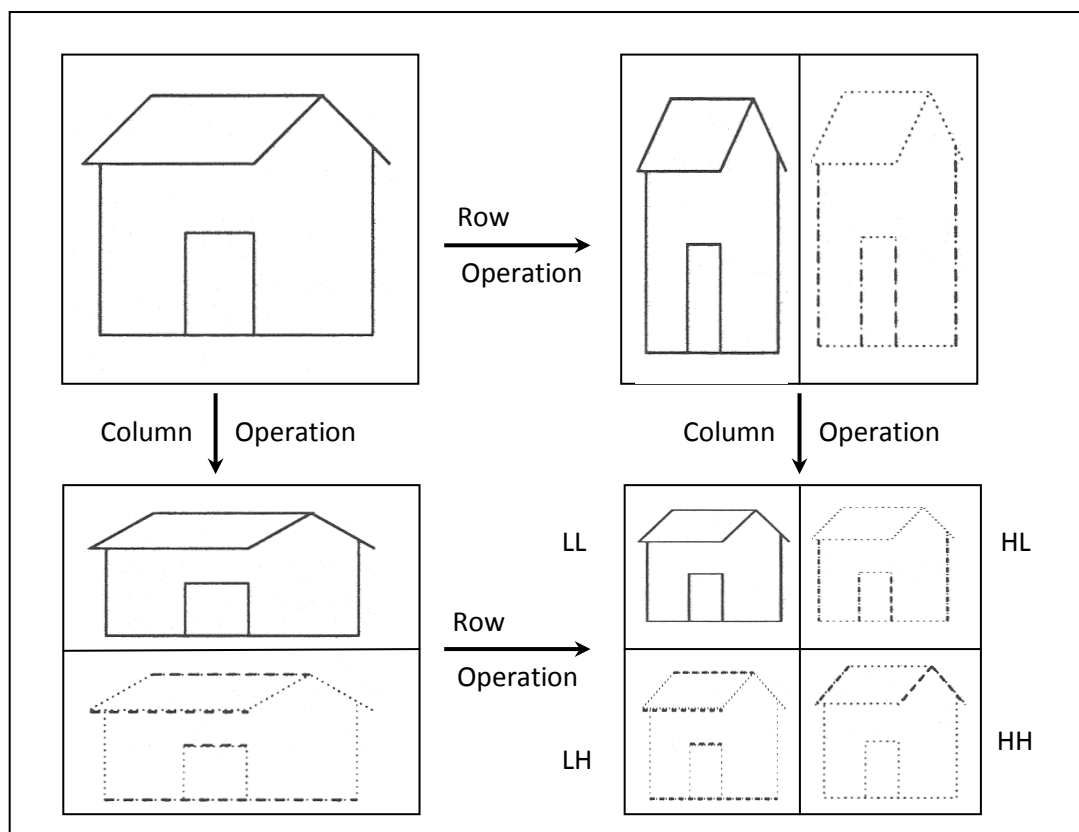 Row
Operation
Column Operation
Column Operation
LL
HL
Row
Operation
LH
HH